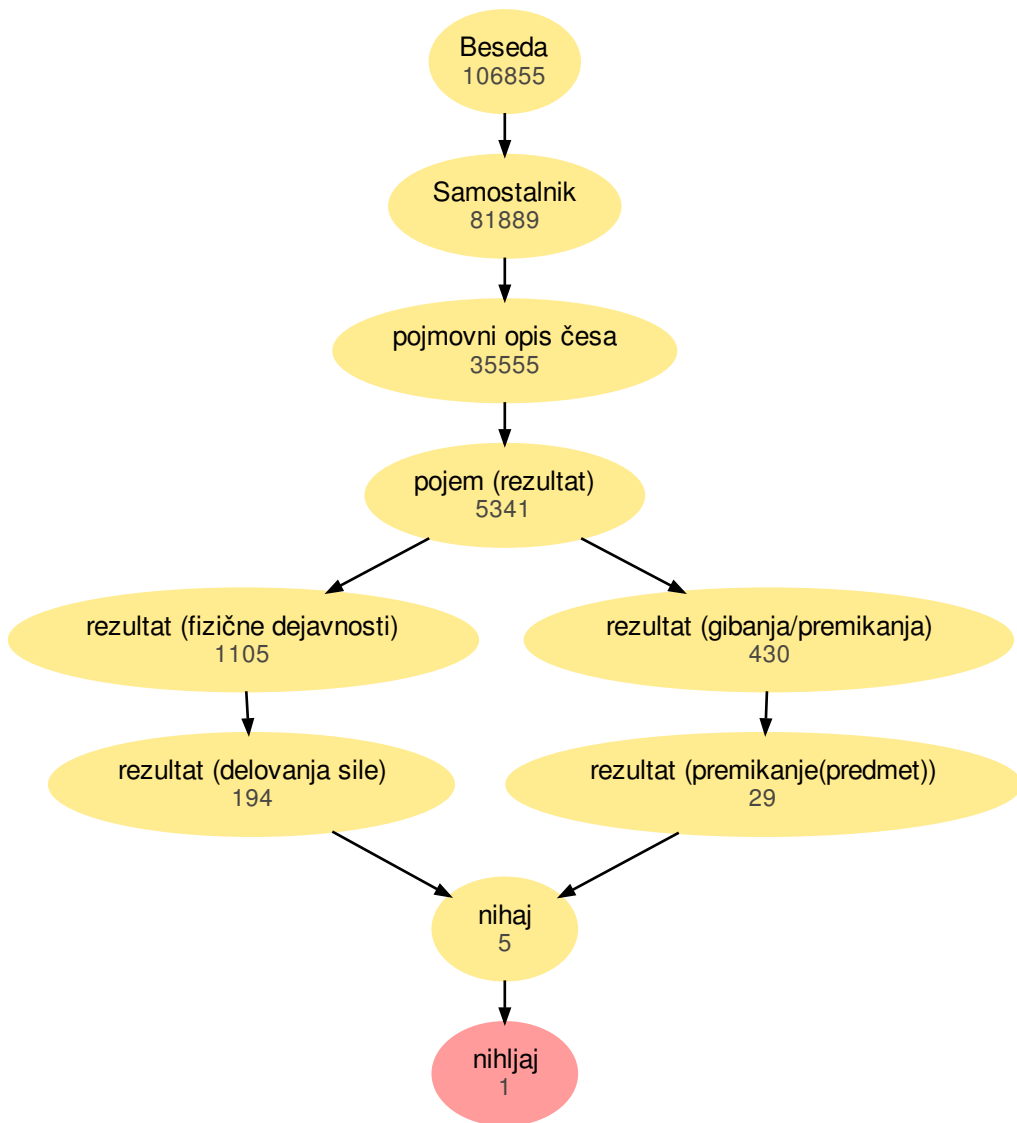 Beseda
106855
Samostalnik
81889
pojmovni opis česa
35555
pojem (rezultat)
5341
rezultat (fizične dejavnosti)
1105
rezultat (gibanja/premikanja)
430
rezultat (delovanja sile)
194
rezultat (premikanje(predmet))
29
nihaj
5
nihljaj
1